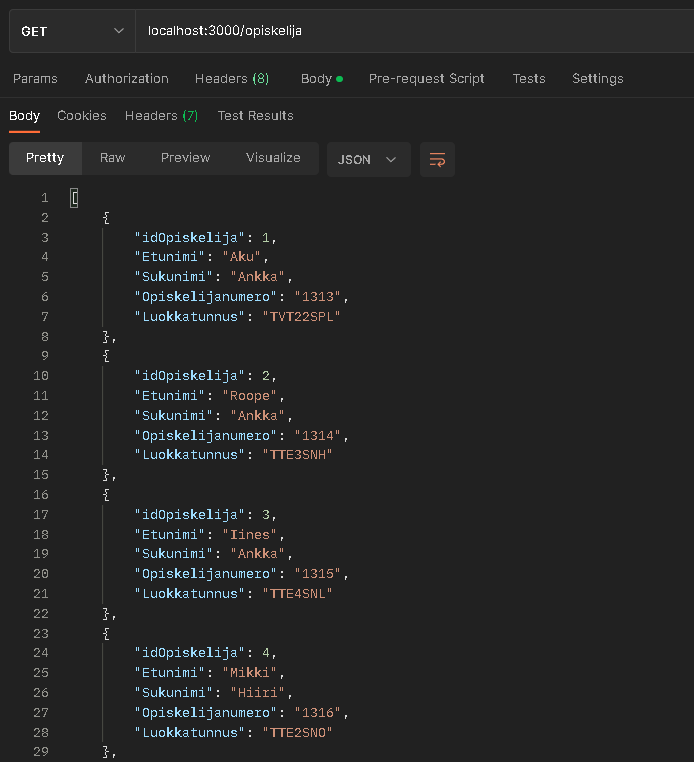 GET localhost:3000/opiskelija
Params Authorization Headers (8) Body Pre-request Script Tests Settings
Body Cookies Headers (7) Test Results
Pretty Raw Preview Visualize JSON
1 [
2 {
3 "idOpiskelija": 1,
4 "Etunimi": "Aku",
5 "Sukunimi": "Ankka",
6 "Opiskelijanumero": "1313",
7 "Luokkatunnus": "TVT22SPL"
8 },
9 {
10 "idOpiskelija": 2,
11 "Etunimi": "Roope",
12 "Sukunimi": "Ankka",
13 "Opiskelijanumero": "1314",
14 "Luokkatunnus": "TTE3SNH"
15 },
16 {
17 "idOpiskelija": 3,
18 "Etunimi": "Iines",
19 "Sukunimi": "Ankka",
20 "Opiskelijanumero": "1315",
21 "Luokkatunnus": "TTE4SNL"
22 },
23 {
24 "idOpiskelija": 4,
25 "Etunimi": "Mikki",
26 "Sukunimi": "Hiiri",
27 "Opiskelijanumero": "1316",
28 "Luokkatunnus": "TTE2SNO"
29 },